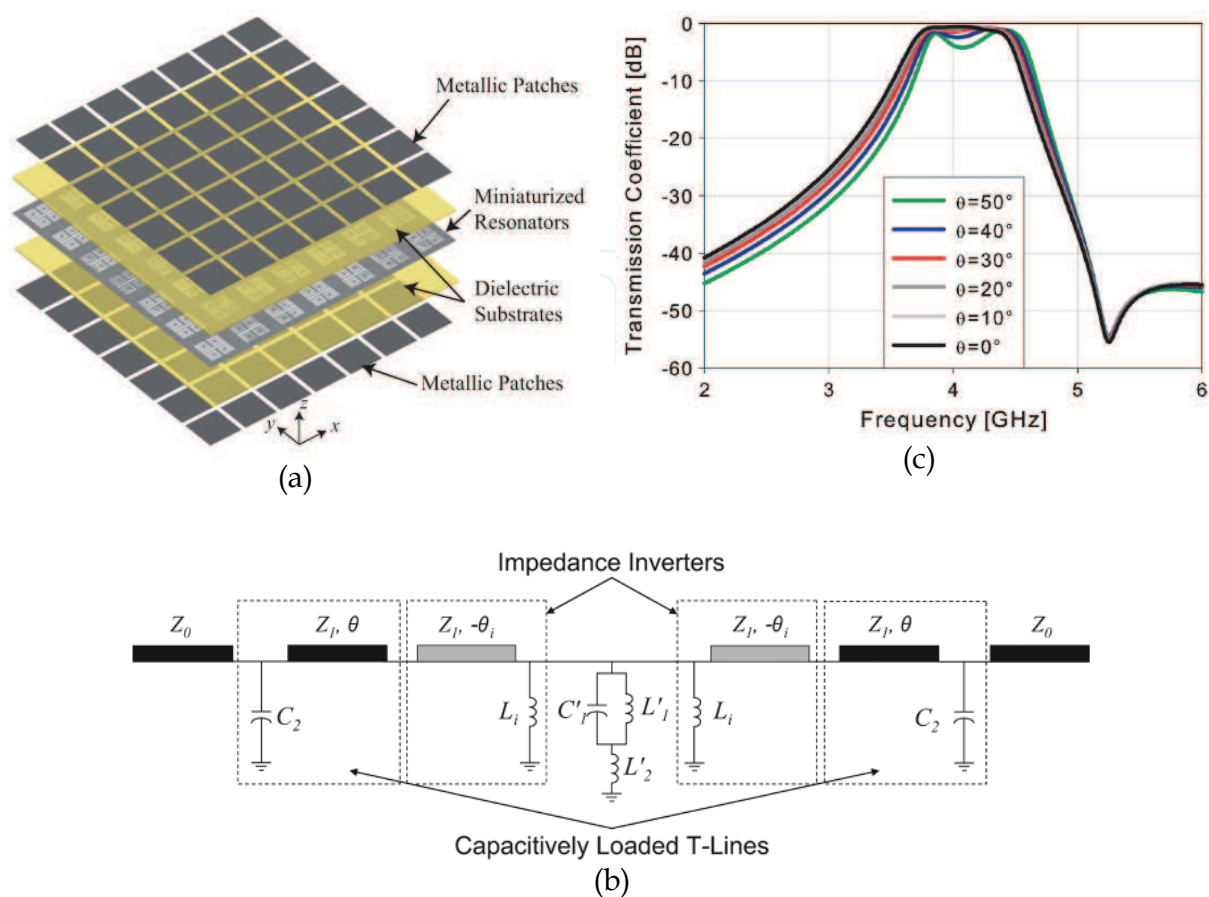 Metallic Patches
Miniaturized
Resonators
Dielectric
Substrates
Metallic Patches
z
y
x
(a)
Transmission Coefficient [dB]
0
-10
-20
-30
-40
-50
-60
θ=50°
θ=40°
θ=30°
θ=20°
θ=10°
θ=0°
2 3 4 5 6
Frequency [GHz]
(c)
Impedance Inverters
Z₀ Z₁, θ Z₁, -θᵢ Z₁, -θᵢ Z₁, θ Z₀
C₂ Lᵢ C'₁ L'₁ Lᵢ C₂
L'₂
Capacitively Loaded T-Lines
(b)